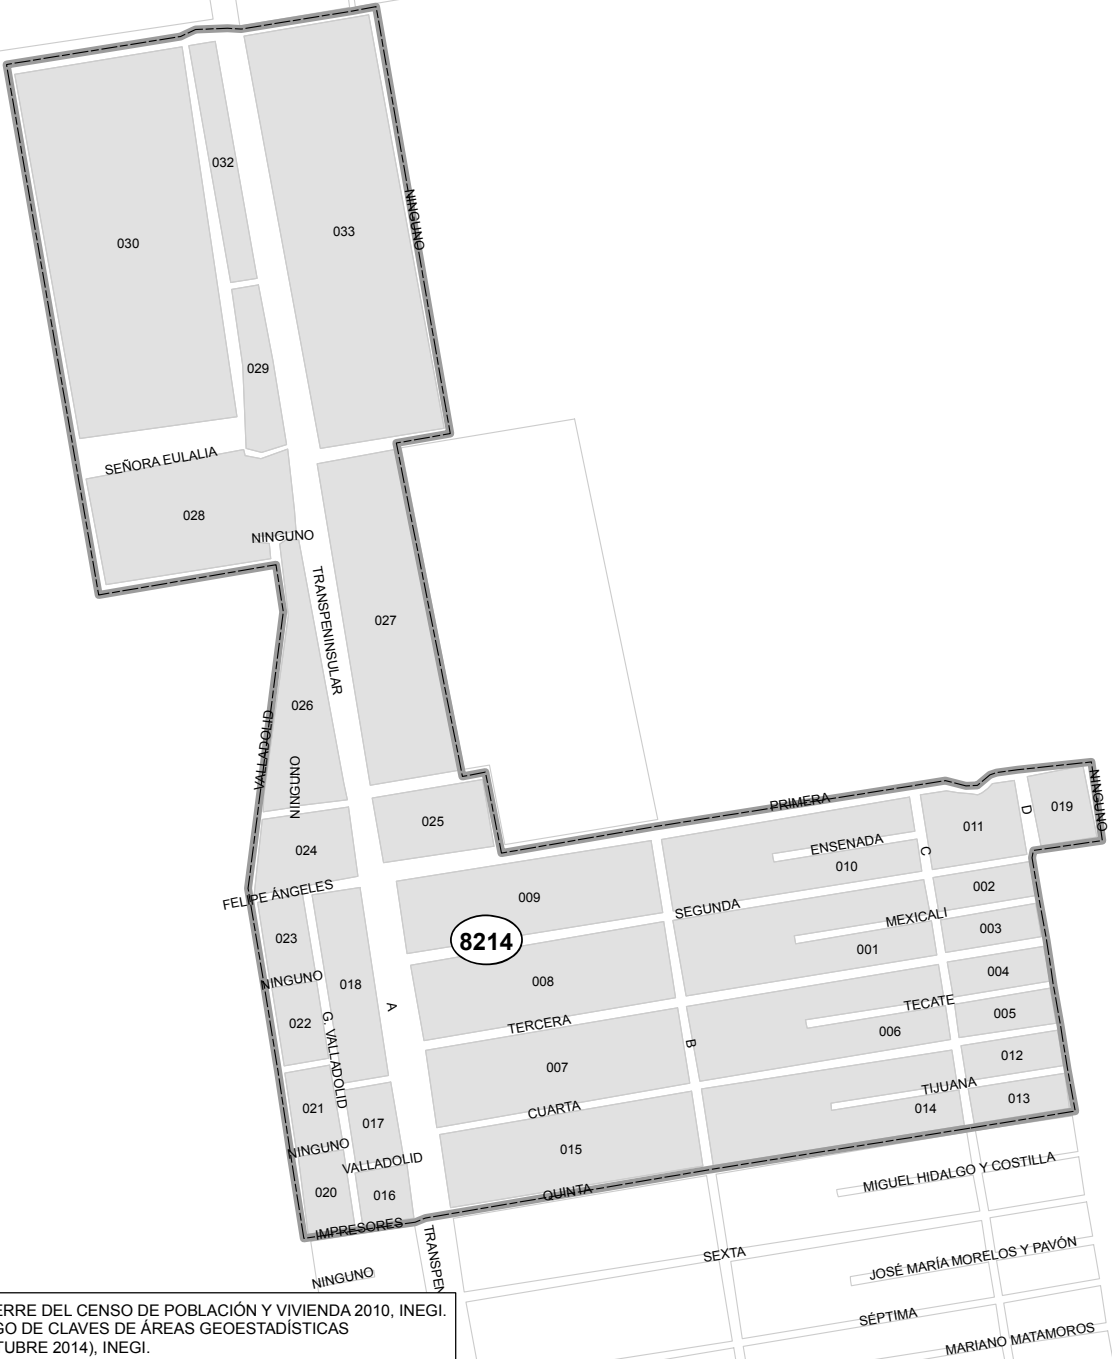 032
030
033
NINGUNO
029
SEÑORA EULALIA
028
NINGUNO
TRANSPENINSULAR
027
026
VALLADOLID
NINGUNO
025
024
PRIMERA
ENSENADA
010
C
011
D
019
NINGUNO
FELIPE ÁNGELES
009
SEGUNDA
002
MEXICALI
003
001
023
8214
NINGUNO
018
008
004
TECATE
005
006
A
022
G. VALLADOLID
TERCERA
B
007
012
TIJUANA
013
014
021
017
CUARTA
NINGUNO
VALLADOLID
015
020
016
QUINTA
IMPRESORES
MIGUEL HIDALGO Y COSTILLA
TRANSPEN
SEXTA
JOSÉ MARÍA MORELOS Y PAVÓN
NINGUNO
SÉPTIMA
MARIANO MATAMOROS
ERRE DEL CENSO DE POBLACIÓN Y VIVIENDA 2010, INEGI.
GO DE CLAVES DE ÁREAS GEOESTADÍSTICAS
TUBRE 2014), INEGI.